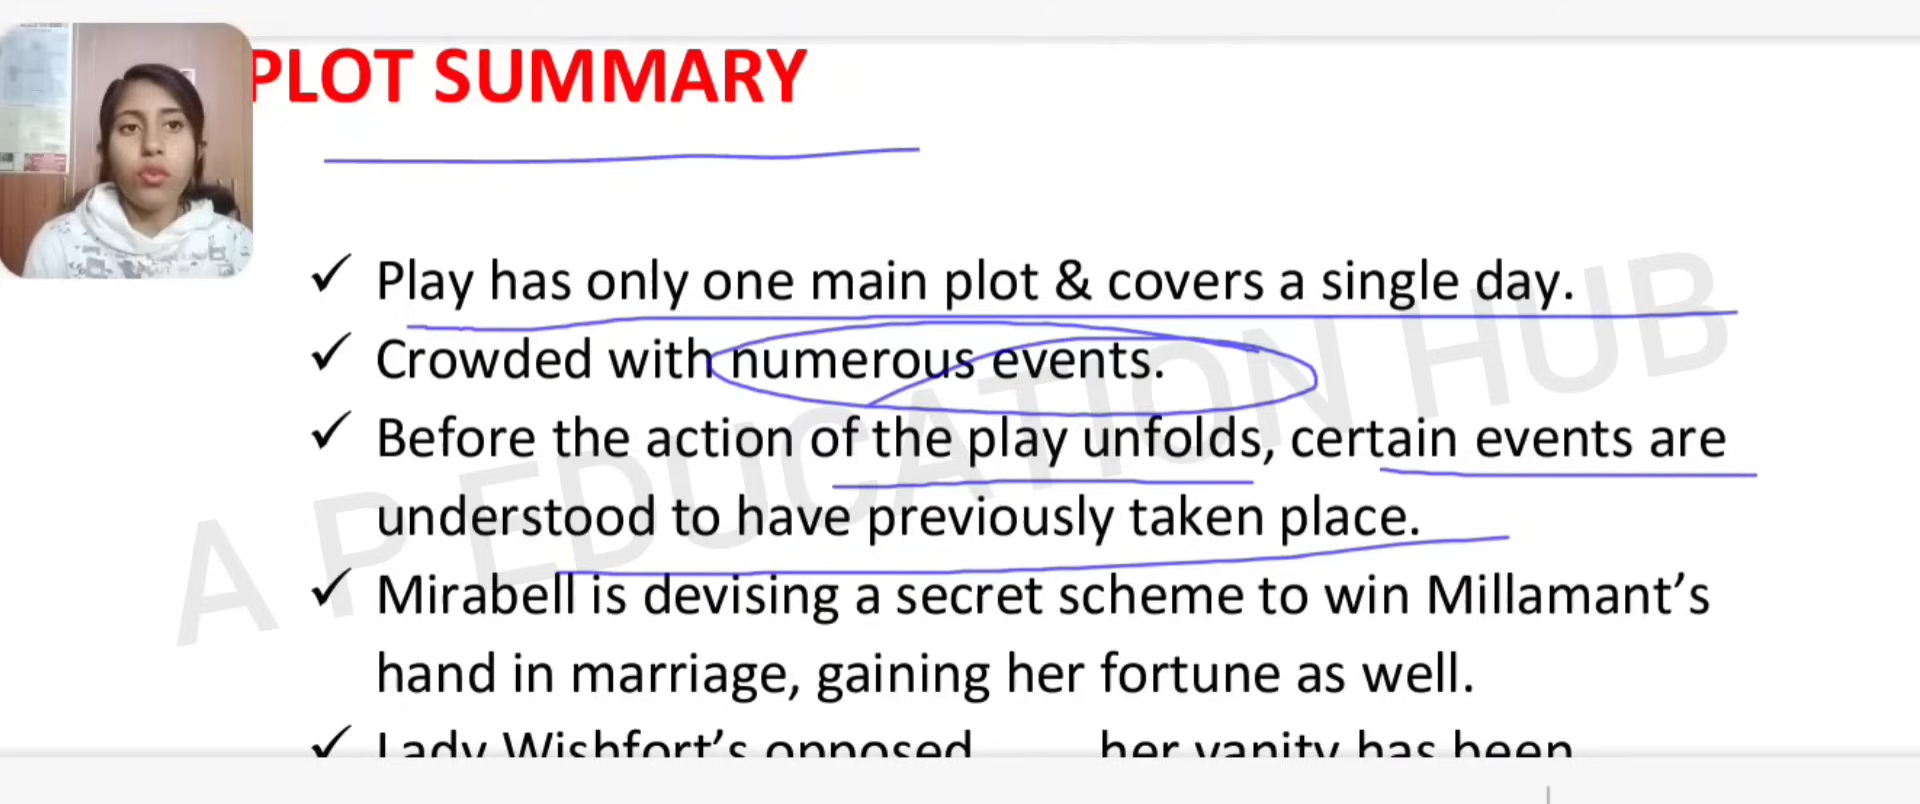 PLOT SUMMARY
✓ Play has only one main plot & covers a single day.
✓ Crowded with numerous events.
✓ Before the action of the play unfolds, certain events are
understood to have previously taken place.
✓ Mirabell is devising a secret scheme to win Millamant’s
hand in marriage, gaining her fortune as well.
✓ Lady Wishfort’s opposed her vanity has been
A P EDUCATION HUB